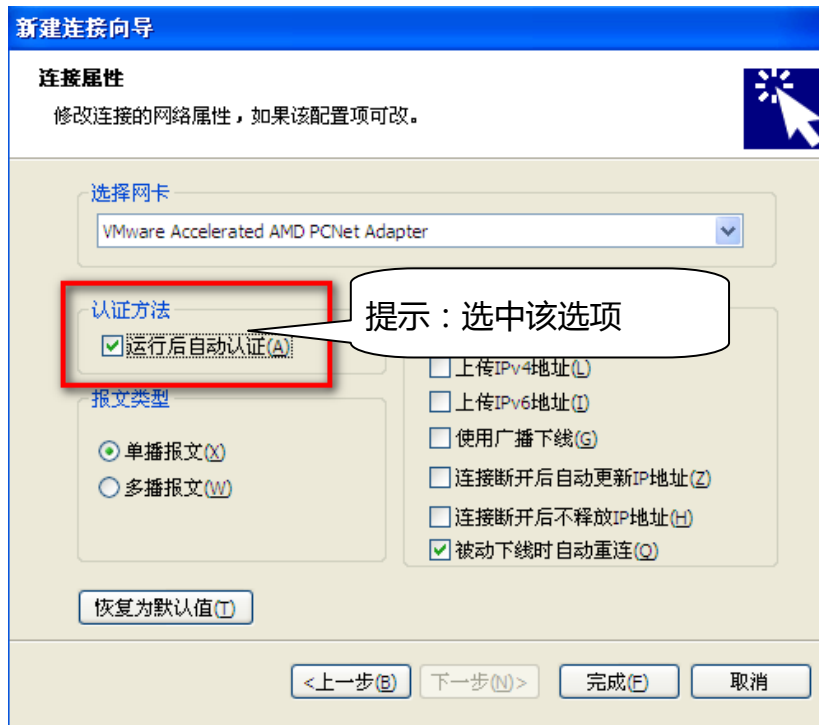 新建连接向导
连接属性
修改连接的网络属性，如果该配置项可改。
选择网卡
VMware Accelerated AMD PCNet Adapter
认证方法
运行后自动认证(A)
提示：选中该选项
上传IPv4地址(L)
上传IPv6地址(I)
使用广播下线(G)
连接断开后自动更新IP地址(Z)
连接断开后不释放IP地址(H)
被动下线时自动重连(Q)
报文类型
单播报文(X)
多播报文(W)
恢复为默认值(T)
<上一步(B)
下一步(N)>
完成(F)
取消